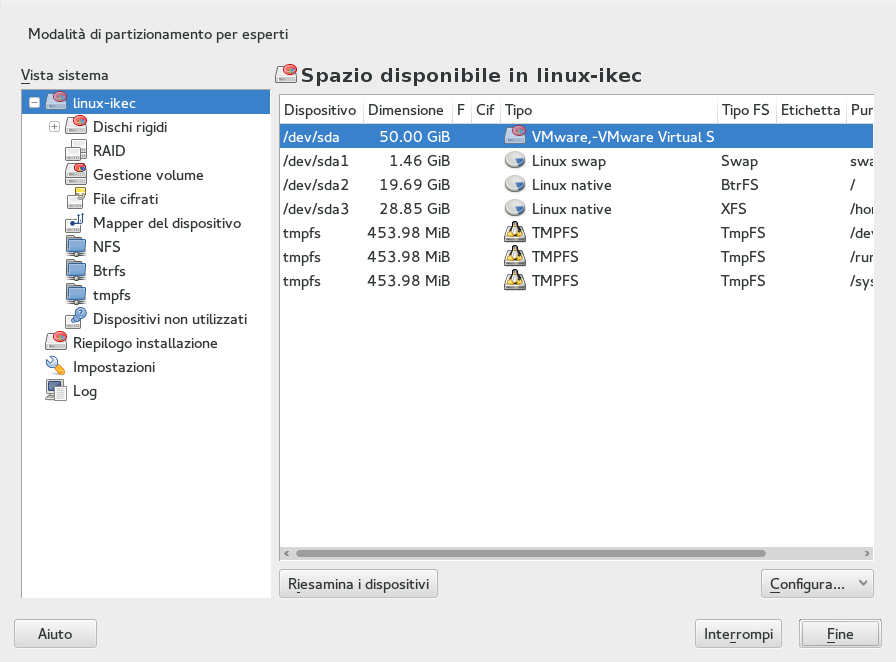 Modalità di partizionamento per esperti
Vista sistema
linux-ikec
Dischi rigidi
RAID
Gestione volume
File cifrati
Mapper del dispositivo
NFS
Btrfs
tmpfs
Dispositivi non utilizzati
Riepilogo installazione
Impostazioni
Log
Spazio disponibile in linux-ikec
Dispositivo Dimensione F Cif Tipo Tipo FS Etichetta Pun
/dev/sda 50.00 GiB VMware,-VMware Virtual S
/dev/sda1 1.46 GiB Linux swap Swap swa
/dev/sda2 19.69 GiB Linux native BtrFS /
/dev/sda3 28.85 GiB Linux native XFS /hor
tmpfs 453.98 MiB TMPFS TmpFS /dev
tmpfs 453.98 MiB TMPFS TmpFS /run
tmpfs 453.98 MiB TMPFS TmpFS /sys
Riesamina i dispositivi
Configura...
Aiuto
Interrompi
Fine